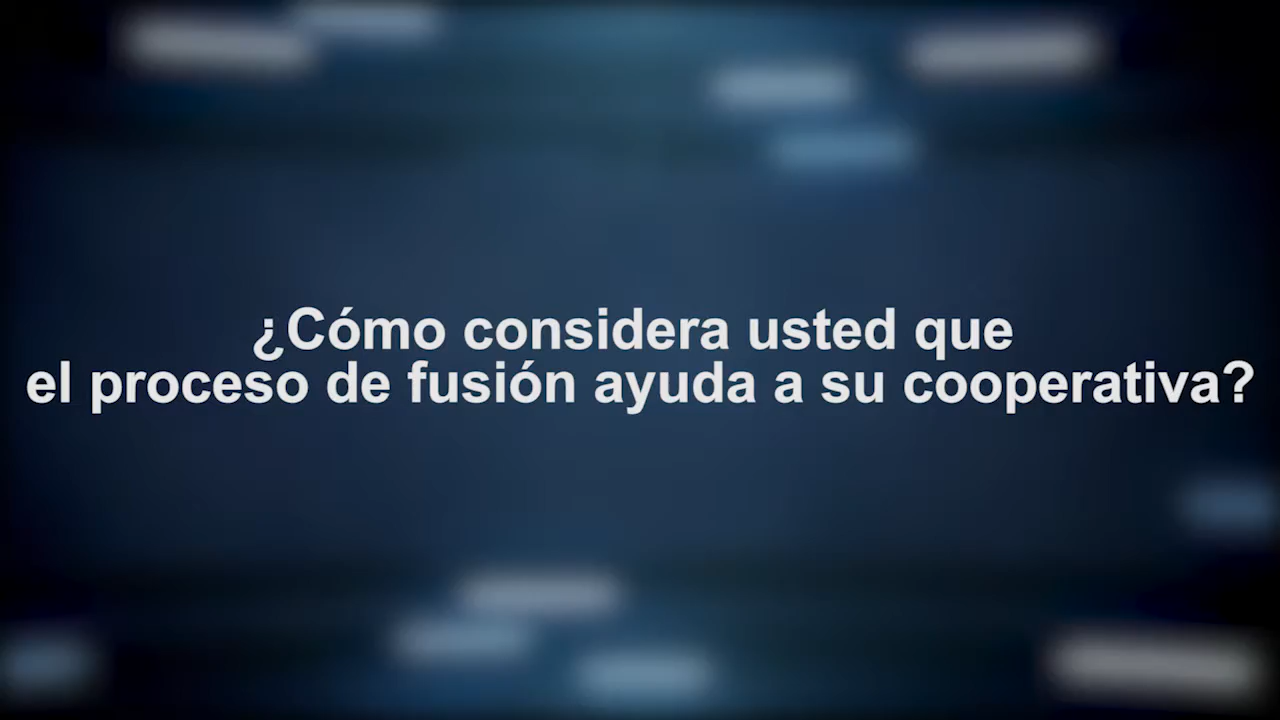 ¿Cómo considera usted que
el proceso de fusión ayuda a su cooperativa?